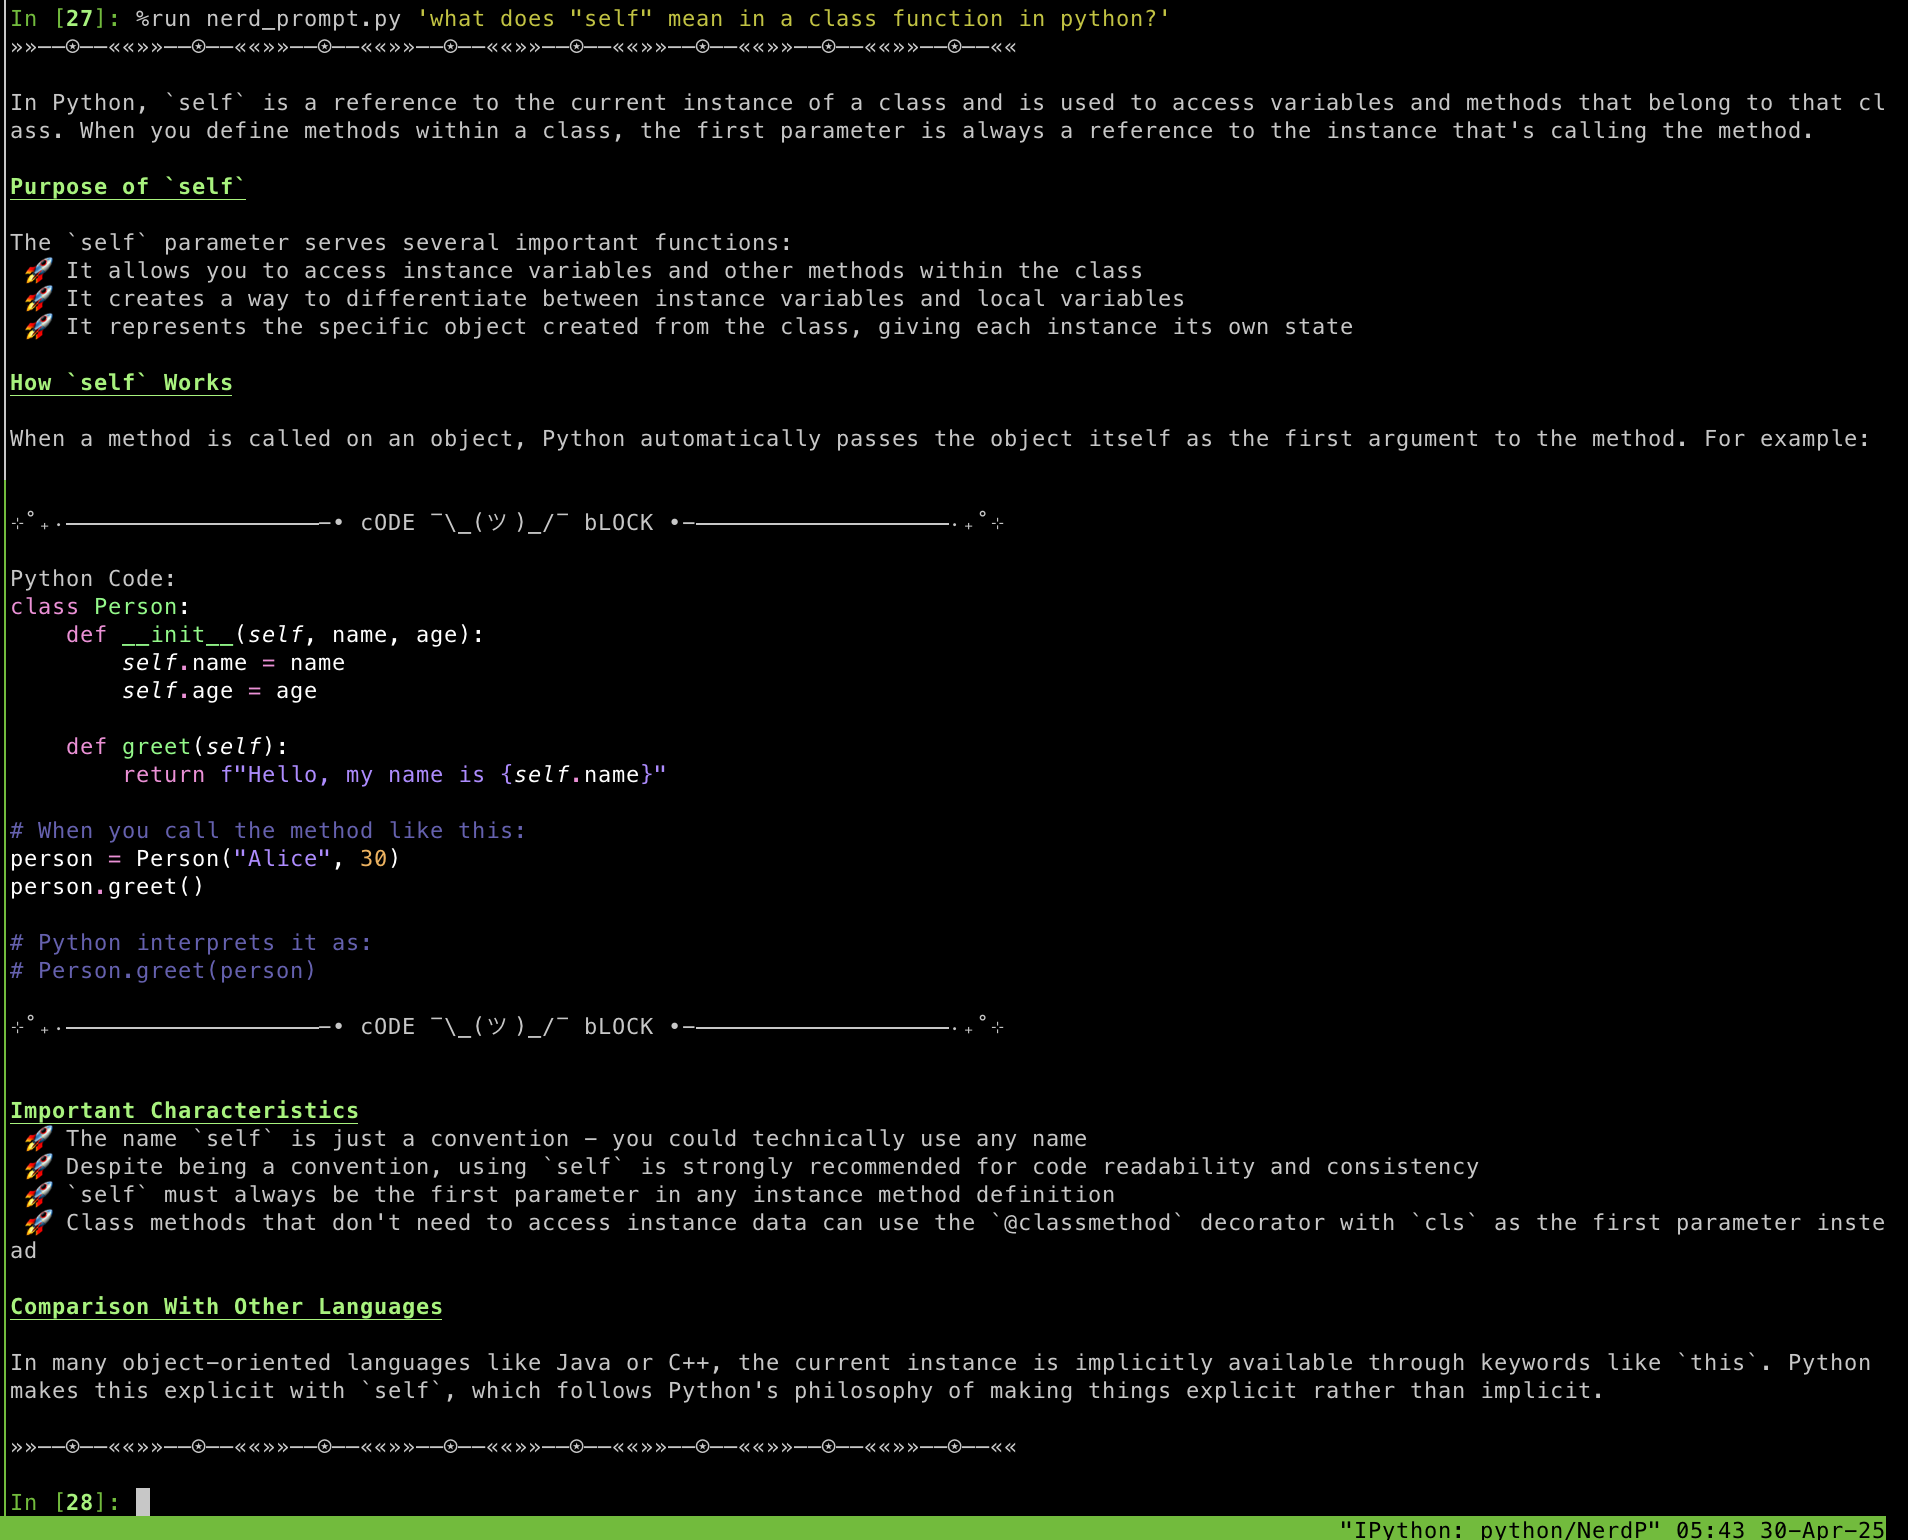 In [27]: %run nerd_prompt.py 'what does "self" mean in a class function in python?'
»»——⍟——««»»——⍟——««»»——⍟——««»»——⍟——««»»——⍟——««»»——⍟——««»»——⍟——««»»——⍟——««
In Python, `self` is a reference to the current instance of a class and is used to access variables and methods that belong to that cl
ass. When you define methods within a class, the first parameter is always a reference to the instance that's calling the method.
Purpose of `self`
The `self` parameter serves several important functions:
🚀 It allows you to access instance variables and other methods within the class
🚀 It creates a way to differentiate between instance variables and local variables
🚀 It represents the specific object created from the class, giving each instance its own state
How `self` Works
When a method is called on an object, Python automatically passes the object itself as the first argument to the method. For example:
⊹˚₊‧───────────────────–• cODE ¯\_(ツ)_/¯ bLOCK •–───────────────────‧₊˚⊹
Python Code:
class Person:
    def __init__(self, name, age):
        self.name = name
        self.age = age
    def greet(self):
        return f"Hello, my name is {self.name}"
# When you call the method like this:
person = Person("Alice", 30)
person.greet()
# Python interprets it as:
# Person.greet(person)
⊹˚₊‧───────────────────–• cODE ¯\_(ツ)_/¯ bLOCK •–───────────────────‧₊˚⊹
Important Characteristics
🚀 The name `self` is just a convention – you could technically use any name
🚀 Despite being a convention, using `self` is strongly recommended for code readability and consistency
🚀 `self` must always be the first parameter in any instance method definition
🚀 Class methods that don't need to access instance data can use the `@classmethod` decorator with `cls` as the first parameter inste
ad
Comparison With Other Languages
In many object-oriented languages like Java or C++, the current instance is implicitly available through keywords like `this`. Python
makes this explicit with `self`, which follows Python's philosophy of making things explicit rather than implicit.
»»——⍟——««»»——⍟——««»»——⍟——««»»——⍟——««»»——⍟——««»»——⍟——««»»——⍟——««»»——⍟——««
In [28]:
"IPython: python/NerdP" 05:43 30-Apr-25